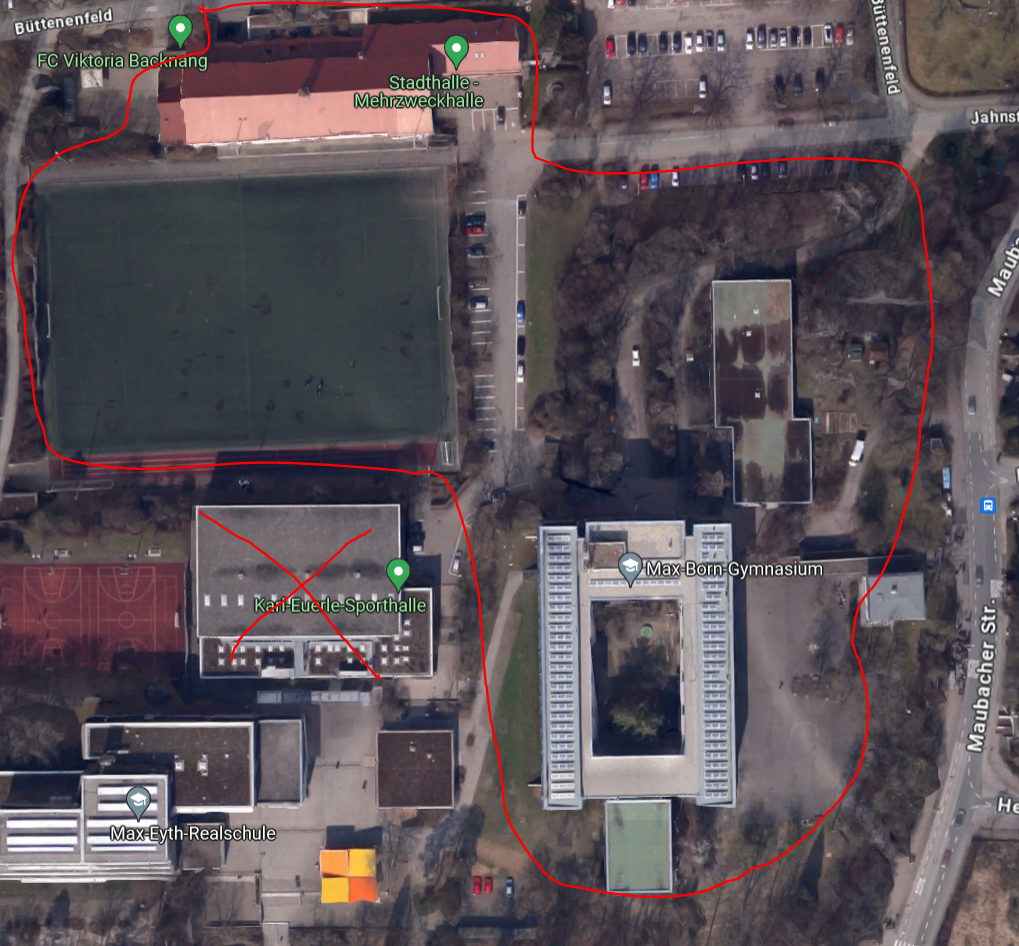 Büttenenfeld
FC Viktoria Backnang
Stadthalle -
Mehrzweckhalle
Büttenenfeld
Jahnst
Mauba
Max-Born-Gymnasium
Karl-Euerle-Sporthalle
Maubacher Str.
Max-Eyth-Realschule
He